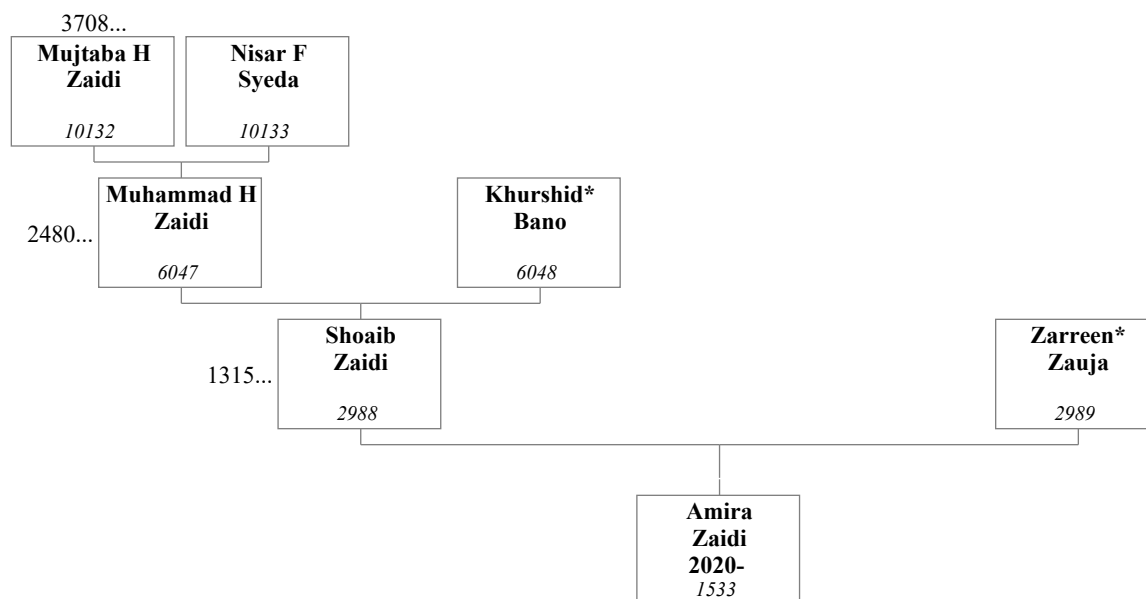 3708...
Mujtaba H
Zaidi
10132
Nisar F
Syeda
10133
2480...
Muhammad H
Zaidi
6047
Khurshid*
Bano
6048
1315...
Shoaib
Zaidi
2988
Zarreen*
Zauja
2989
Amira
Zaidi
2020-
1533